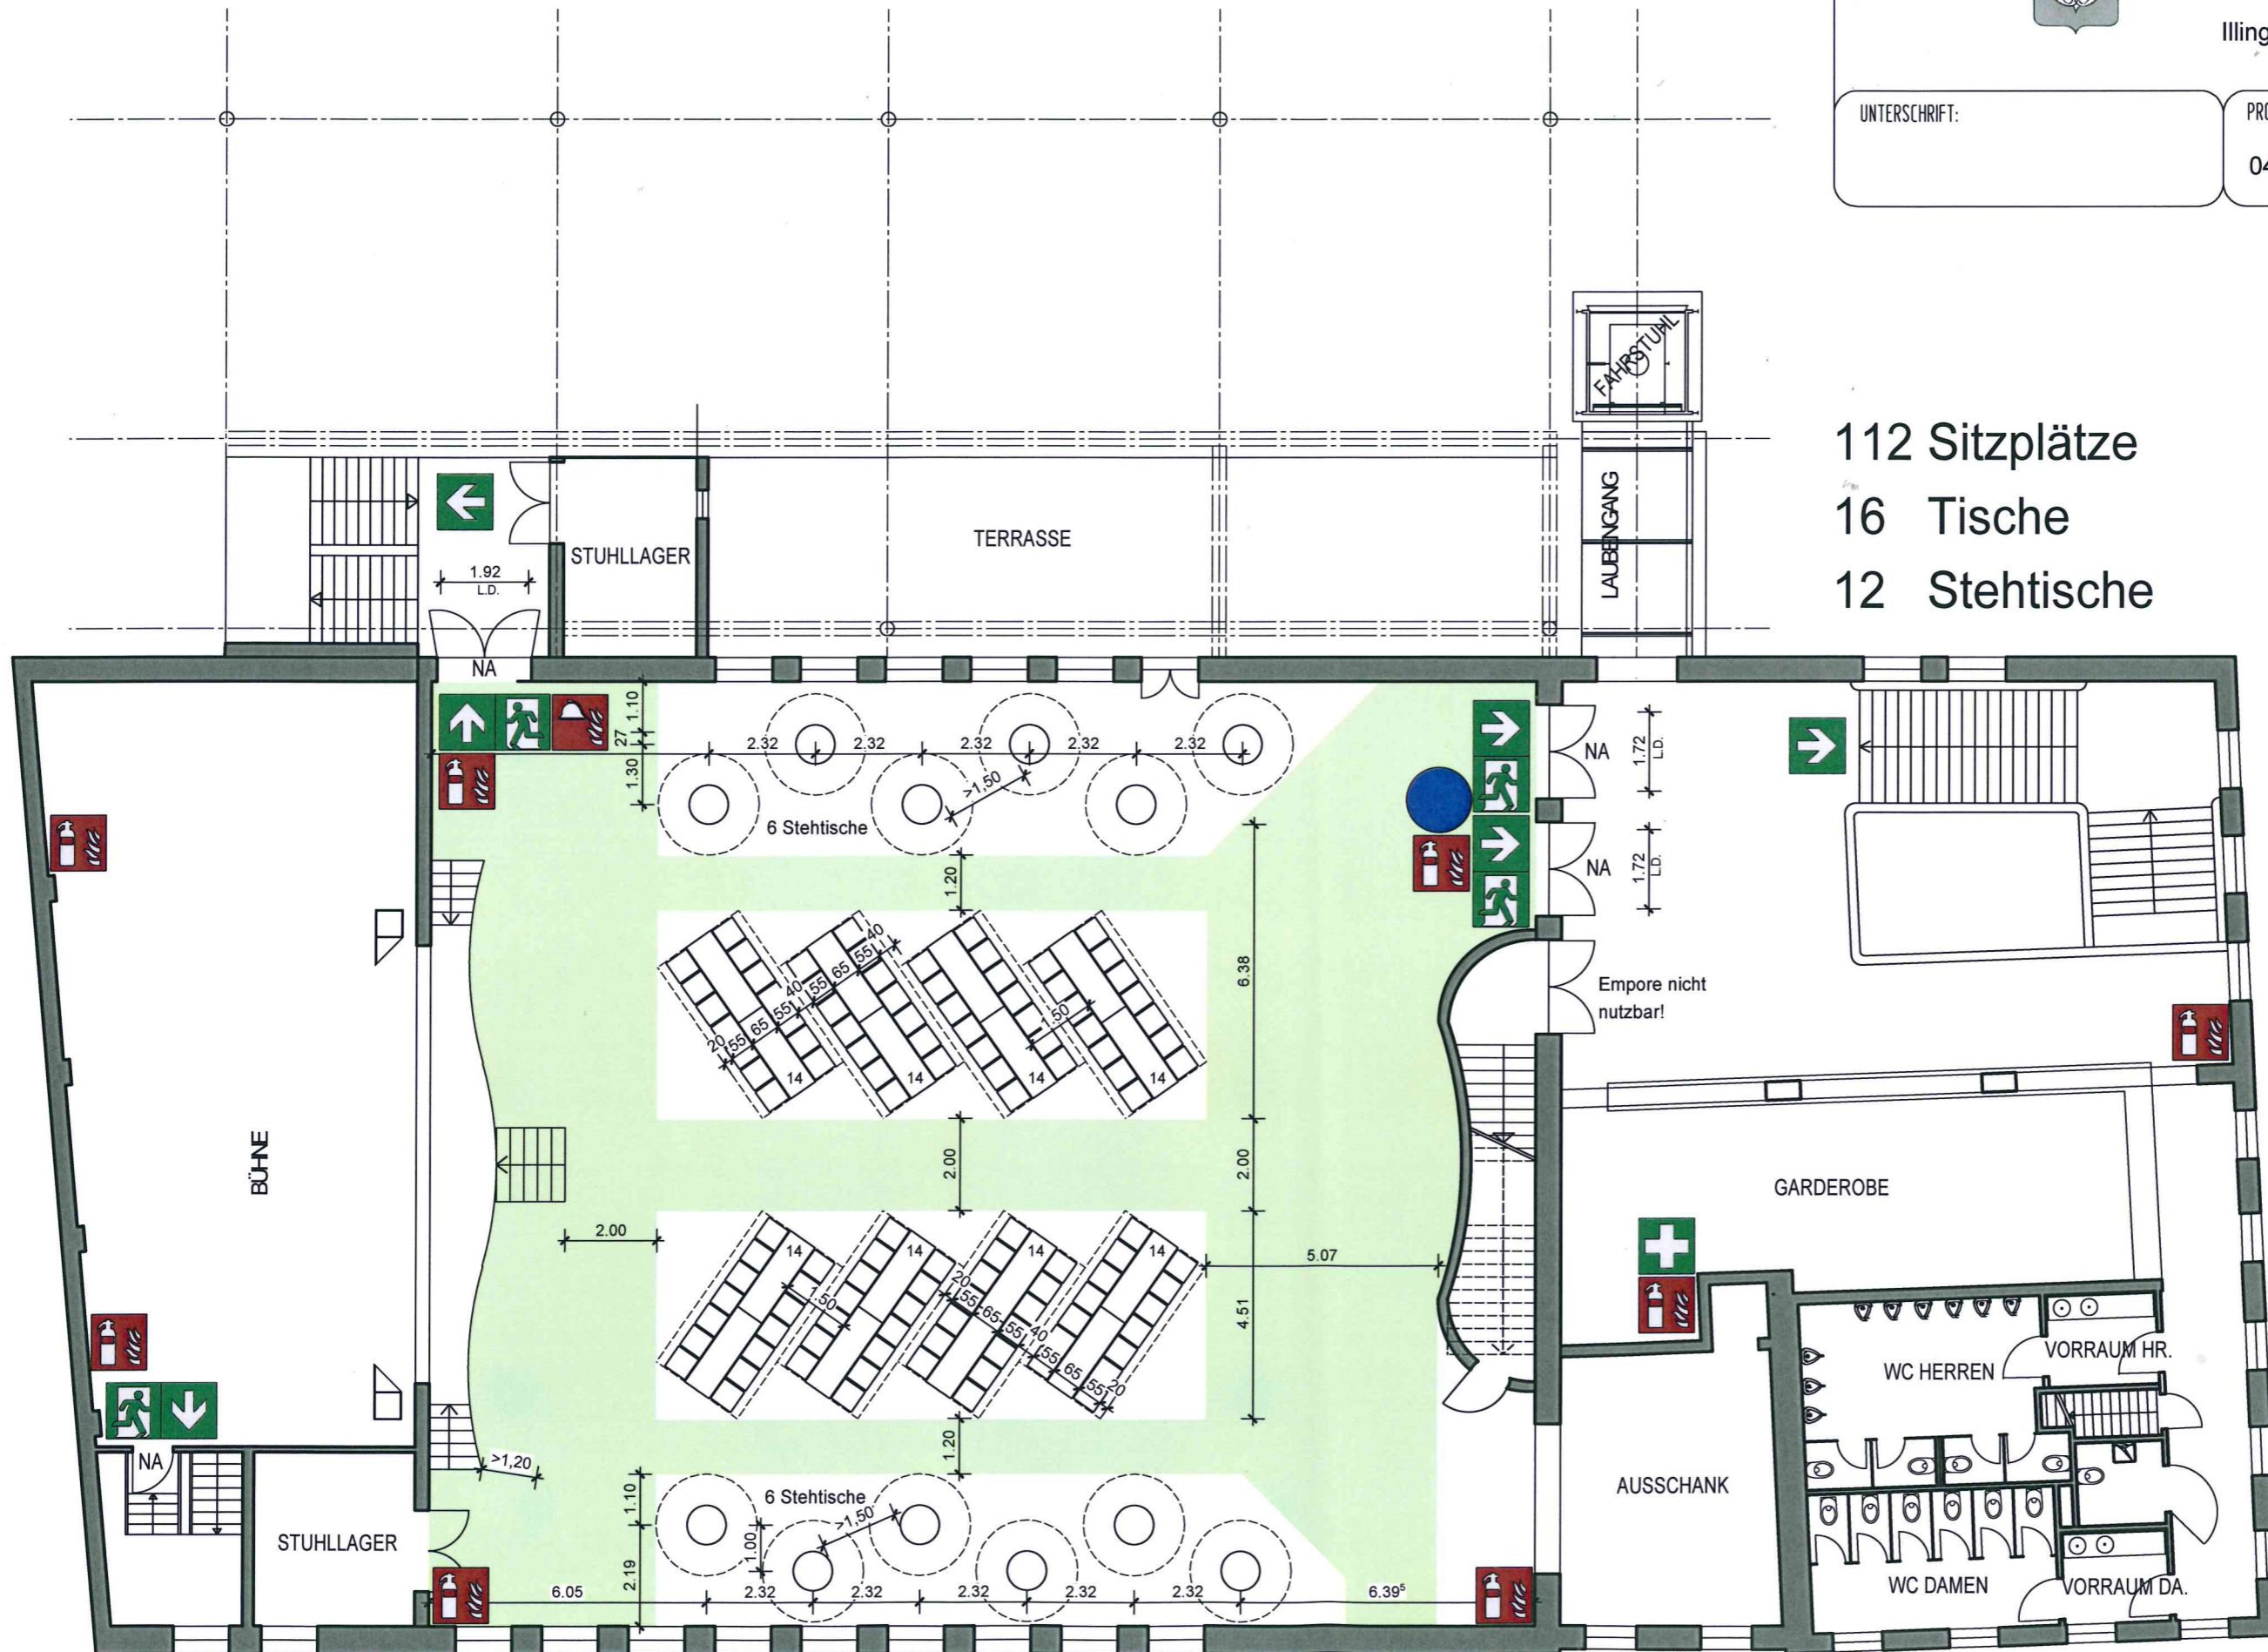 Illing
UNTERSCHRIFT:
PRO
04
FAHRSTUHL
112 Sitzplätze
16 Tische
12 Stehtische
LAUBENGANG
TERRASSE
STUHLLAGER
1.92
L.D.
NA
1.10
27
1.30
2.32
2.32
2.32
2.32
2.32
>1,50
6 Stehtische
NA
1.72
L.D.
NA
1.72
L.D.
1.20
6.38
40
55
65
55
40
55
65
55
20
1.50
14
14
14
14
Empore nicht
nutzbar!
BÜHNE
2.00
2.00
2.00
GARDEROBE
5.07
4.51
14
14
14
14
1.50
20
55
65
55
40
55
65
55
20
WC HERREN
VORRAUM HR.
NA
>1,20
1.20
AUSSCHANK
STUHLLAGER
6 Stehtische
>1,50
1.10
1.00
2.19
6.05
2.32
2.32
2.32
2.32
2.32
6.39⁵
WC DAMEN
VORRAUM DA.